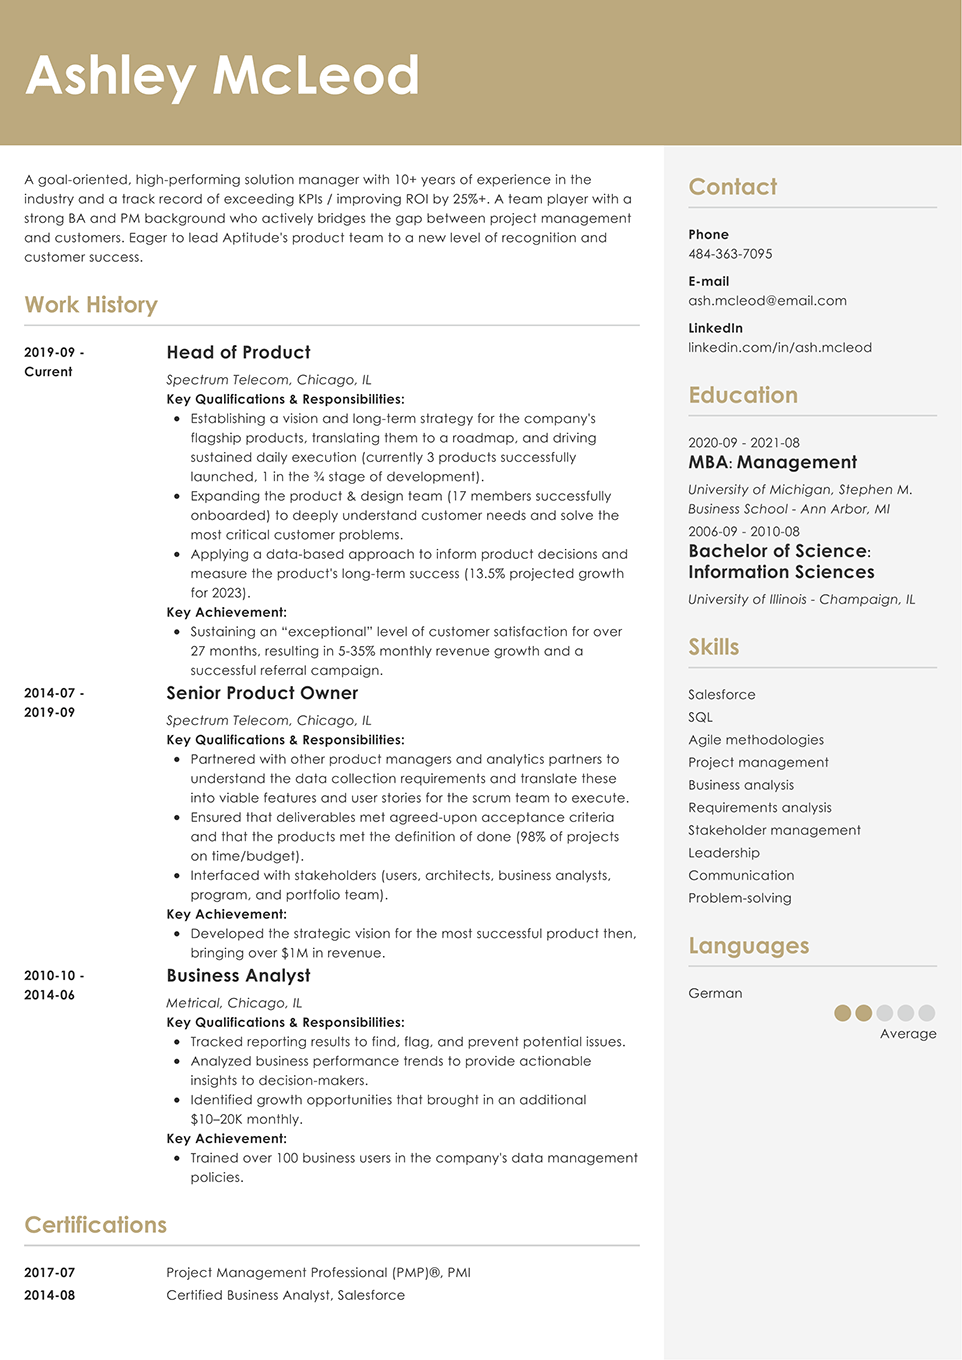 Ashley McLeod
A goal-oriented, high-performing solution manager with 10+ years of experience in the
industry and a track record of exceeding KPIs / improving ROI by 25%+. A team player with a
strong BA and PM background who actively bridges the gap between project management
and customers. Eager to lead Aptitude's product team to a new level of recognition and
customer success.
Work History
2019-09 -
Current
Head of Product
Spectrum Telecom, Chicago, IL
Key Qualifications & Responsibilities:
• Establishing a vision and long-term strategy for the company's
flagship products, translating them to a roadmap, and driving
sustained daily execution (currently 3 products successfully
launched, 1 in the ¾ stage of development).
• Expanding the product & design team (17 members successfully
onboarded) to deeply understand customer needs and solve the
most critical customer problems.
• Applying a data-based approach to inform product decisions and
measure the product's long-term success (13.5% projected growth
for 2023).
Key Achievement:
• Sustaining an “exceptional” level of customer satisfaction for over
27 months, resulting in 5-35% monthly revenue growth and a
successful referral campaign.
2014-07 -
2019-09
Senior Product Owner
Spectrum Telecom, Chicago, IL
Key Qualifications & Responsibilities:
• Partnered with other product managers and analytics partners to
understand the data collection requirements and translate these
into viable features and user stories for the scrum team to execute.
• Ensured that deliverables met agreed-upon acceptance criteria
and that the products met the definition of done (98% of projects
on time/budget).
• Interfaced with stakeholders (users, architects, business analysts,
program, and portfolio team).
Key Achievement:
• Developed the strategic vision for the most successful product then,
bringing over $1M in revenue.
2010-10 -
2014-06
Business Analyst
Metrical, Chicago, IL
Key Qualifications & Responsibilities:
• Tracked reporting results to find, flag, and prevent potential issues.
• Analyzed business performance trends to provide actionable
insights to decision-makers.
• Identified growth opportunities that brought in an additional
$10–20K monthly.
Key Achievement:
• Trained over 100 business users in the company's data management
policies.
Certifications
2017-07 Project Management Professional (PMP)®, PMI
2014-08 Certified Business Analyst, Salesforce
Contact
Phone
484-363-7095
E-mail
ash.mcleod@email.com
LinkedIn
linkedin.com/in/ash.mcleod
Education
2020-09 - 2021-08
MBA: Management
University of Michigan, Stephen M.
Business School - Ann Arbor, MI
2006-09 - 2010-08
Bachelor of Science:
Information Sciences
University of Illinois - Champaign, IL
Skills
Salesforce
SQL
Agile methodologies
Project management
Business analysis
Requirements analysis
Stakeholder management
Leadership
Communication
Problem-solving
Languages
German
Average